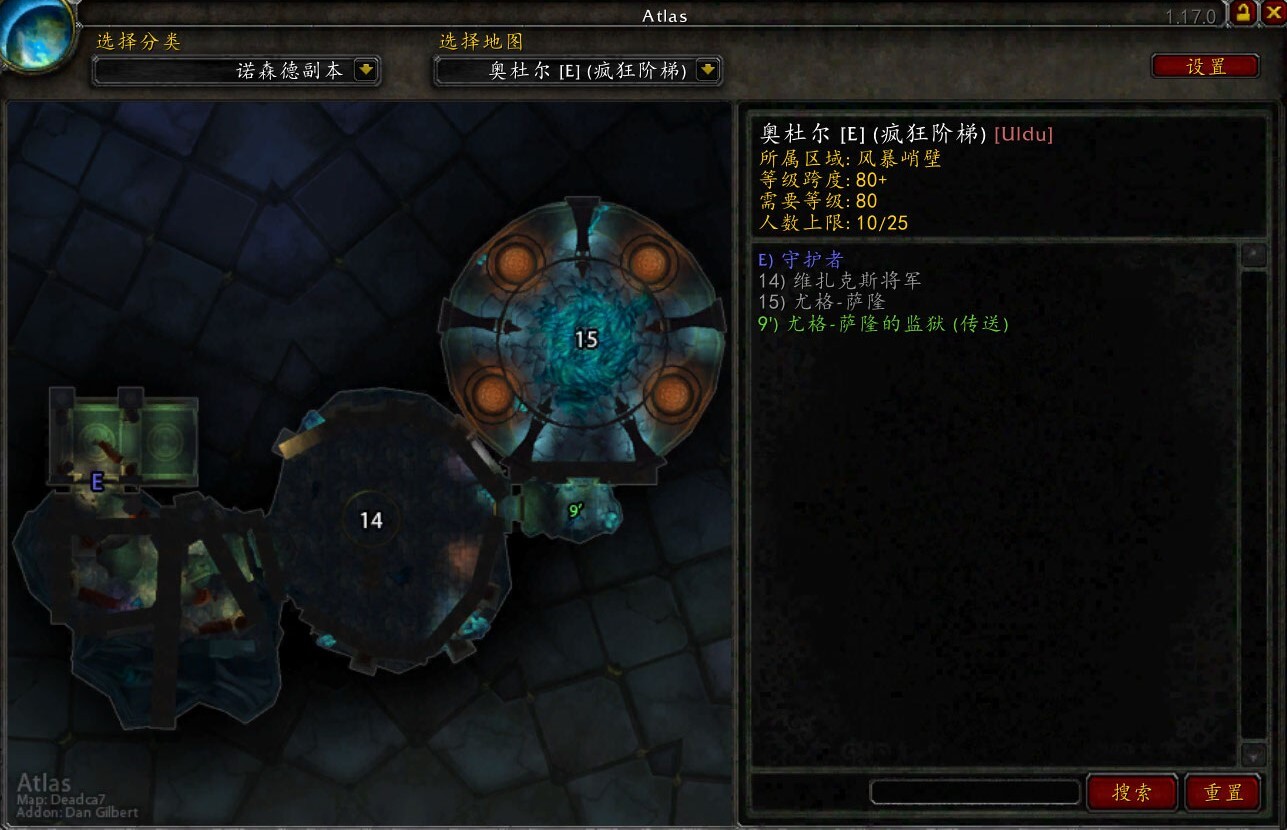 Atlas
1.17.0
选择分类
选择地图
诺森德副本
奥杜尔 [E] (疯狂阶梯)
设置
奥杜尔 [E] (疯狂阶梯) [Uldu]
所属区域: 风暴峭壁
等级跨度: 80+
需要等级: 80
人数上限: 10/25
E) 守护者
14) 维扎克斯将军
15) 尤格-萨隆
9') 尤格-萨隆的监狱 (传送)
15
E
14
9'
Atlas
Map: Deadca7
Addon: Dan Gilbert
搜索
重置